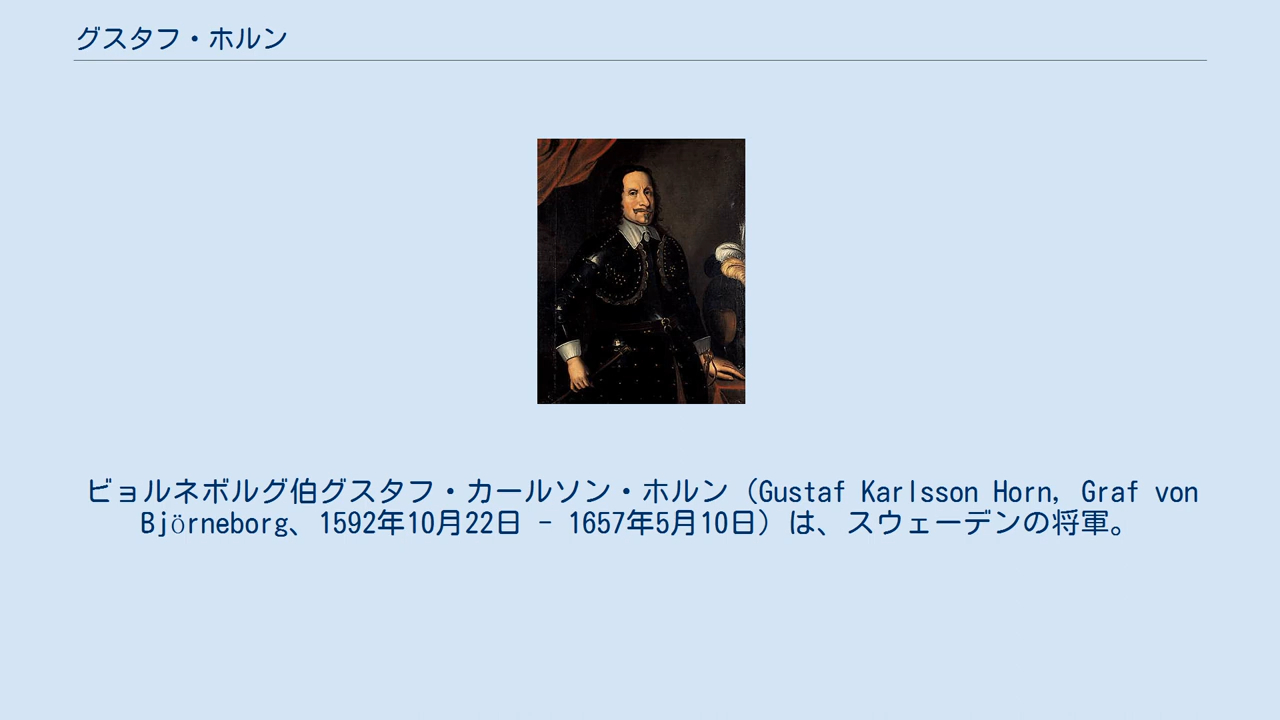 グスタフ・ホルン
ビョルネボルグ伯グスタフ・カールソン・ホルン（Gustaf Karlsson Horn, Graf von
Björneborg、1592年10月22日 - 1657年5月10日）は、スウェーデンの将軍。